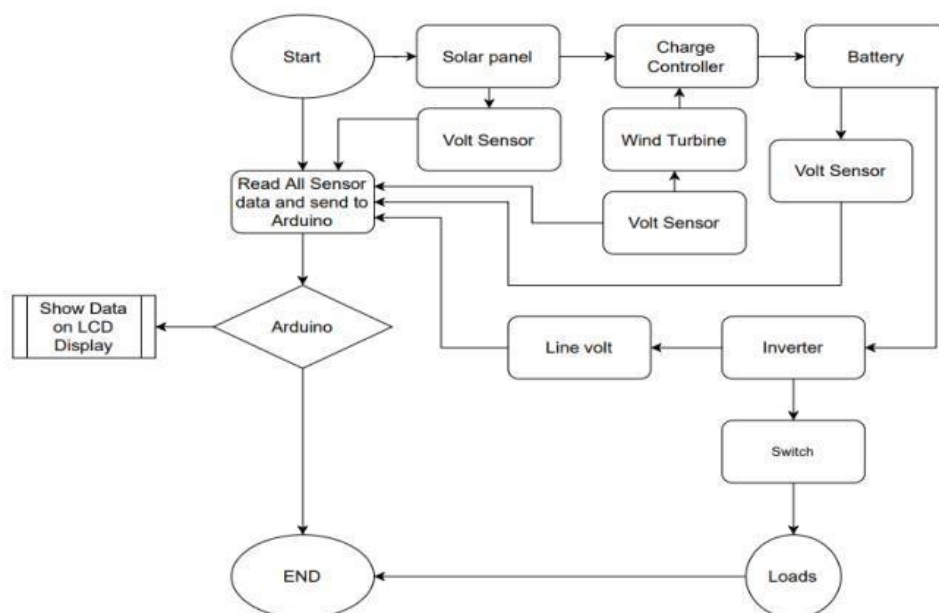 Start
Solar panel
Charge
Controller
Battery
Volt Sensor
Wind Turbine
Volt Sensor
Read All Sensor
data and send to
Arduino
Volt Sensor
Show Data
on LCD
Display
Arduino
Line volt
Inverter
Switch
END
Loads